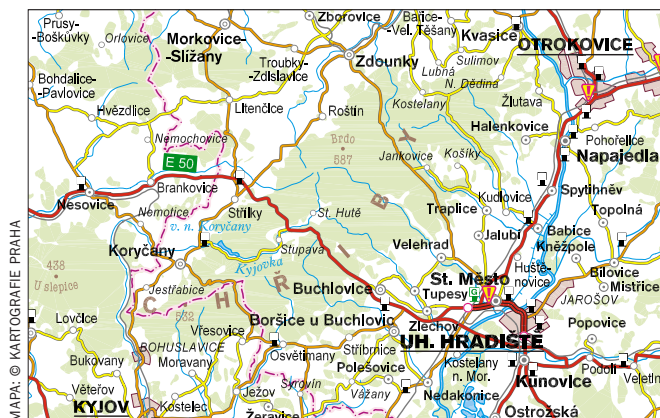 Prusy-
-Boškůvky
Orlovice
Morkovice-
-Slížany
Zborovice
Bařice-
-Vel. Těšany
Kvasice
OTROKOVICE
Troubky-
-Zdislavice
Zdounky
Lubná
Sulimov
N. Dědina
Bohdalice-
-Pavlovice
Hvězdlice
Litenčice
Roštín
Kostelany
Žlutava
Halenkovice
Nemochovice
Brdo
587
Jankovice
Košíky
Pohořelice
Napajedla
E 50
Nesovice
Brankovice
Kudlovice
Spytihněv
Nemotice
Střílky
St. Hutě
Traplice
Topolná
v. n. Koryčany
Jalubí
Babice
Kněžpole
Koryčany
Stupava
Velehrad
Kyjovka
Huště-
novice
Bílovice
438
U slepice
Jestřabice
CHŘIBY
St. Město
Mistřice
Buchlovice
Tupesy
G
JAROŠOV
532
Lovčice
Vřesovice
Boršice u Buchlovic
Zlechov
Popovice
BOHUSLAVICE
UH. HRADIŠTĚ
Bukovany
Moravany
Osvětimany
Stříbrnice
Kostelany
n. Mor.
Podolí
Veletin
Věteřov
Syrovín
Polešovice
Kunovice
Ježov
Vážany
Nedakonice
KYJOV
Kostelec
Žeravice
Ostrožská
MAPA: © KARTOGRAFIE PRAHA